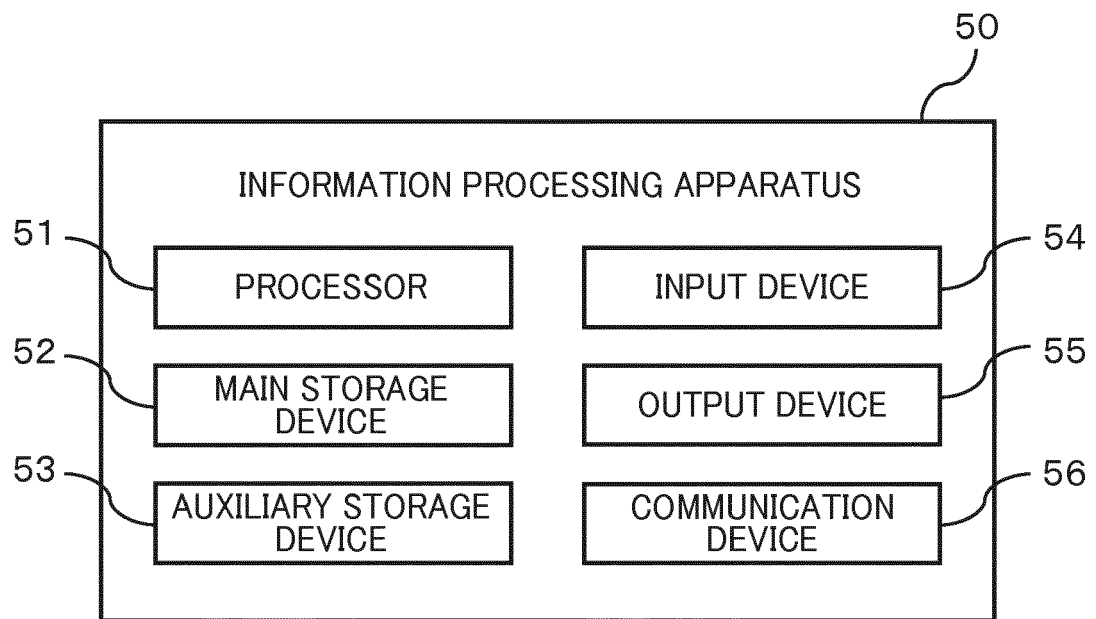 50
INFORMATION PROCESSING APPARATUS
51
PROCESSOR
INPUT DEVICE
54
52
MAIN STORAGE
DEVICE
OUTPUT DEVICE
55
53
AUXILIARY STORAGE
DEVICE
COMMUNICATION
DEVICE
56